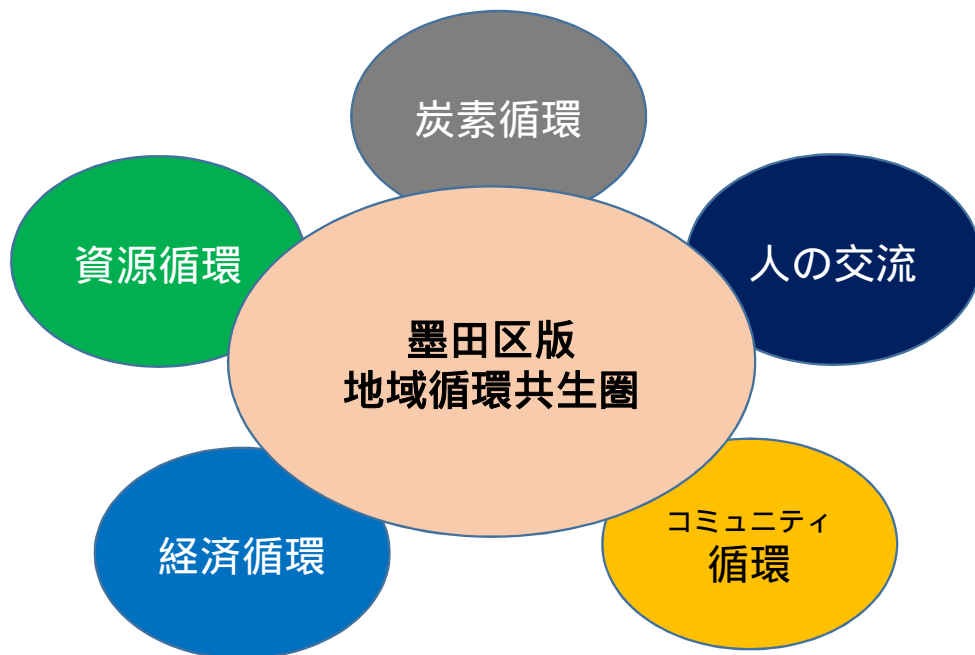 炭素循環
資源循環
人の交流
墨田区版
地域循環共生圏
経済循環
コミュニティ
循環